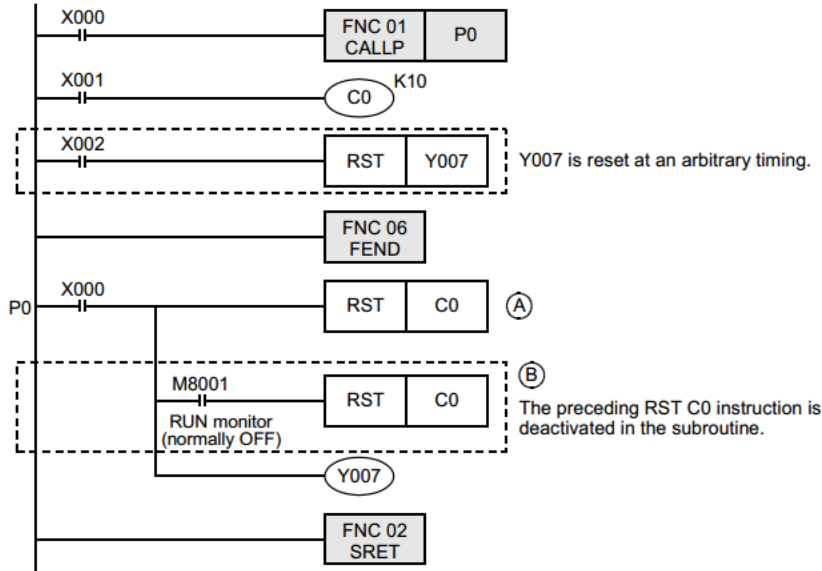 X000
FNC 01
CALLP
P0
X001
C0
K10
X002
RST
Y007
Y007 is reset at an arbitrary timing.
FNC 06
FEND
P0
X000
RST
C0
A
B
M8001
RST
C0
RUN monitor
(normally OFF)
The preceding RST C0 instruction is
deactivated in the subroutine.
Y007
FNC 02
SRET